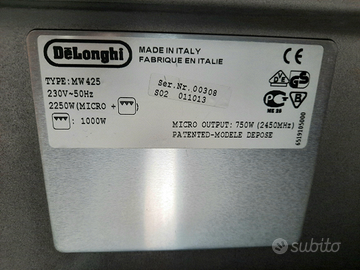 DeLonghi
MADE IN ITALY
FABRIQUE EN ITALIE
TYPE: MW425
230V~50Hz
2250W(MICRO +
: 1000W
Ser.Nr.00308
S02 011013
MICRO OUTPUT: 750W (2450MHz)
PATENTED-MODELE DEPOSE
6519105000
subito